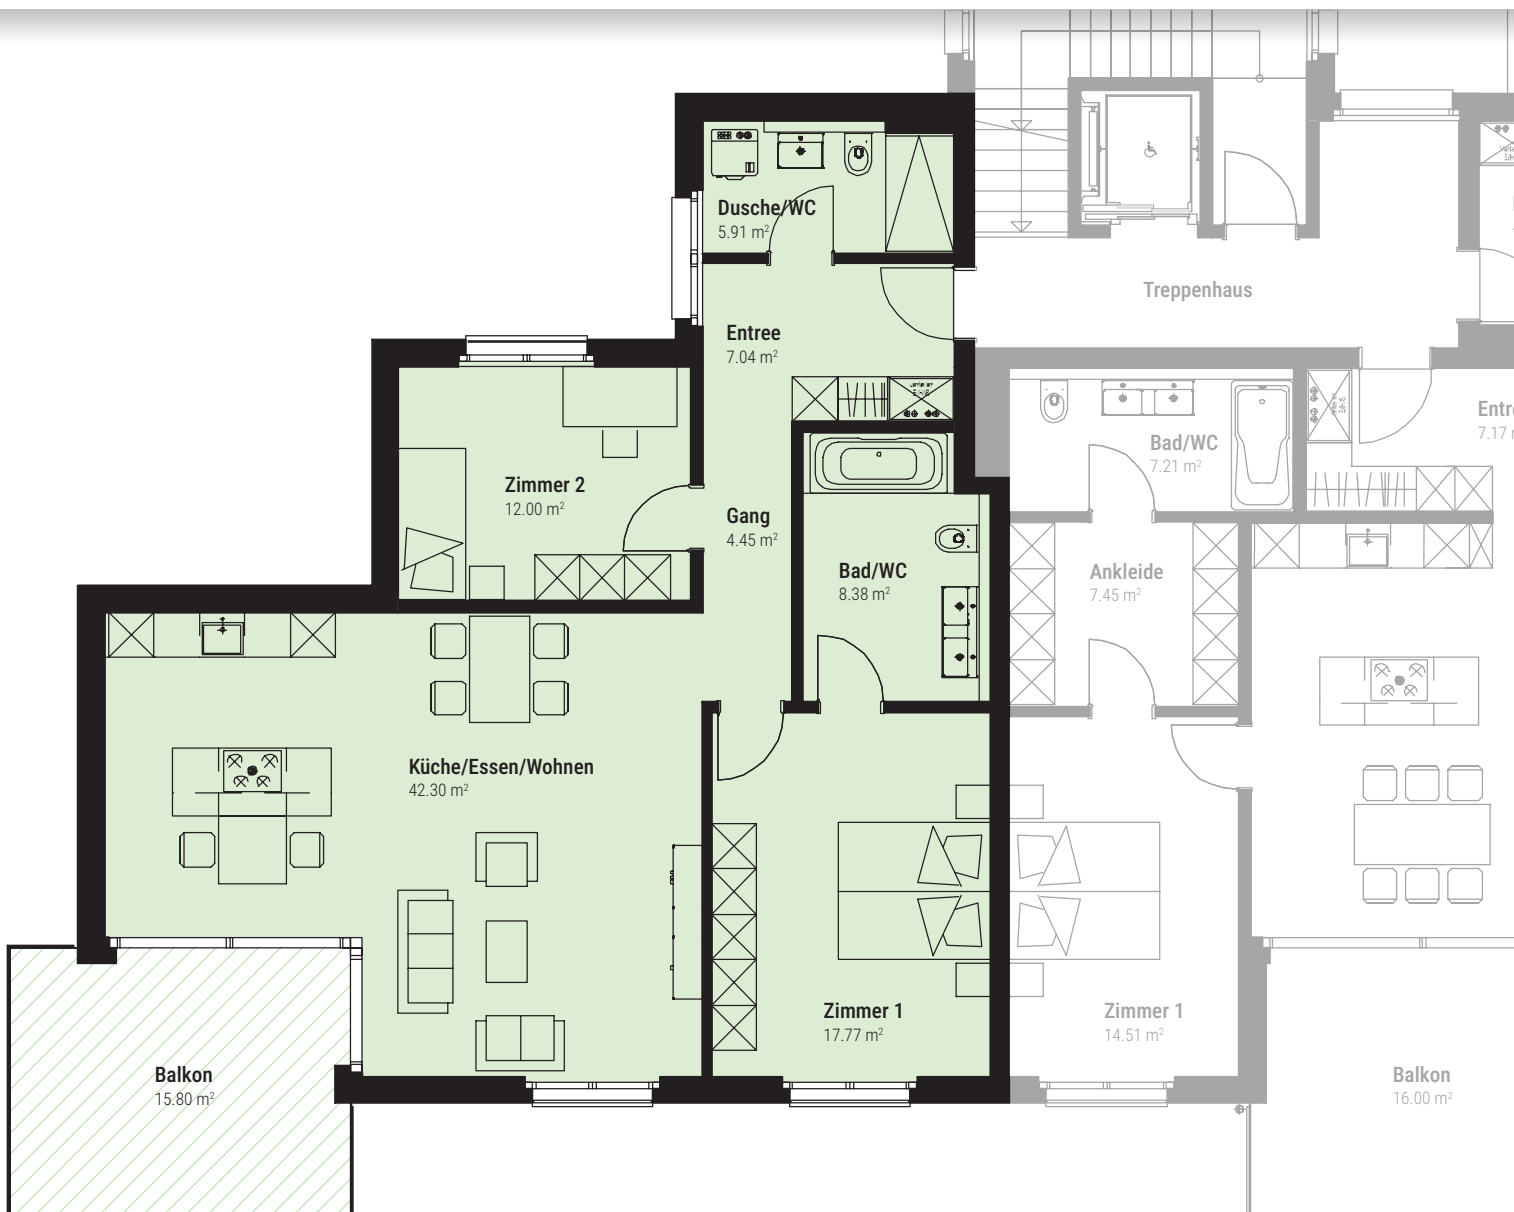 Dusche/WC
5.91 m²
Entree
7.04 m²
Treppenhaus
Zimmer 2
12.00 m²
Gang
4.45 m²
Bad/WC
8.38 m²
Bad/WC
7.21 m²
7.17
Ankleide
7.45 m²
Küche/Essen/Wohnen
42.30 m²
Zimmer 1
17.77 m²
Zimmer 1
14.51 m²
Balkon
15.80 m²
Balkon
16.00 m²